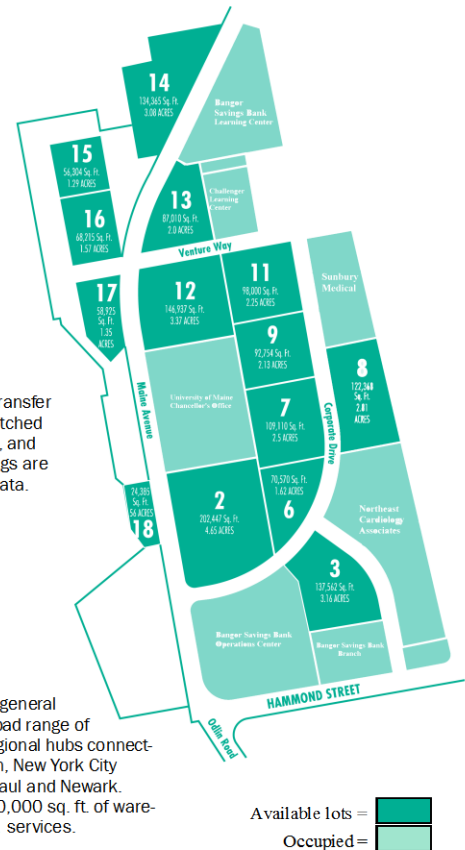 14
134,365 Sq. Ft.
3.08 ACRES
Bangor
Savings Bank
Learning Center
15
56,304 Sq. Ft.
1.29 ACRES
16
68,215 Sq. Ft.
1.57 ACRES
13
87,010 Sq. Ft.
2.0 ACRES
Challenger
Learning
Center
Venture Way
17
58,925
Sq. Ft.
1.35
ACRES
12
146,937 Sq. Ft.
3.37 ACRES
11
98,000 Sq. Ft.
2.25 ACRES
Sunbury
Medical
9
92,754 Sq. Ft.
2.13 ACRES
8
122,368
Sq. Ft.
2.81
ACRES
Maine Avenue
University of Maine
Chancellor's Office
7
109,110 Sq. Ft.
2.5 ACRES
Corporate Drive
ransfer
tched
, and
gs are
ata.
24,385
Sq. Ft.
.56 ACRES
18
2
202,447 Sq. Ft.
4.65 ACRES
70,570 Sq. Ft.
1.62 ACRES
6
Northeast
Cardiology
Associates
3
137,562 Sq. Ft.
3.16 ACRES
Bangor Savings Bank
Operations Center
Bangor Savings Bank
Branch
HAMMOND STREET
Odlin Road
general
oad range of
gional hubs connect-
n, New York City
aul and Newark.
0,000 sq. ft. of ware-
services.
Available lots =
Occupied =